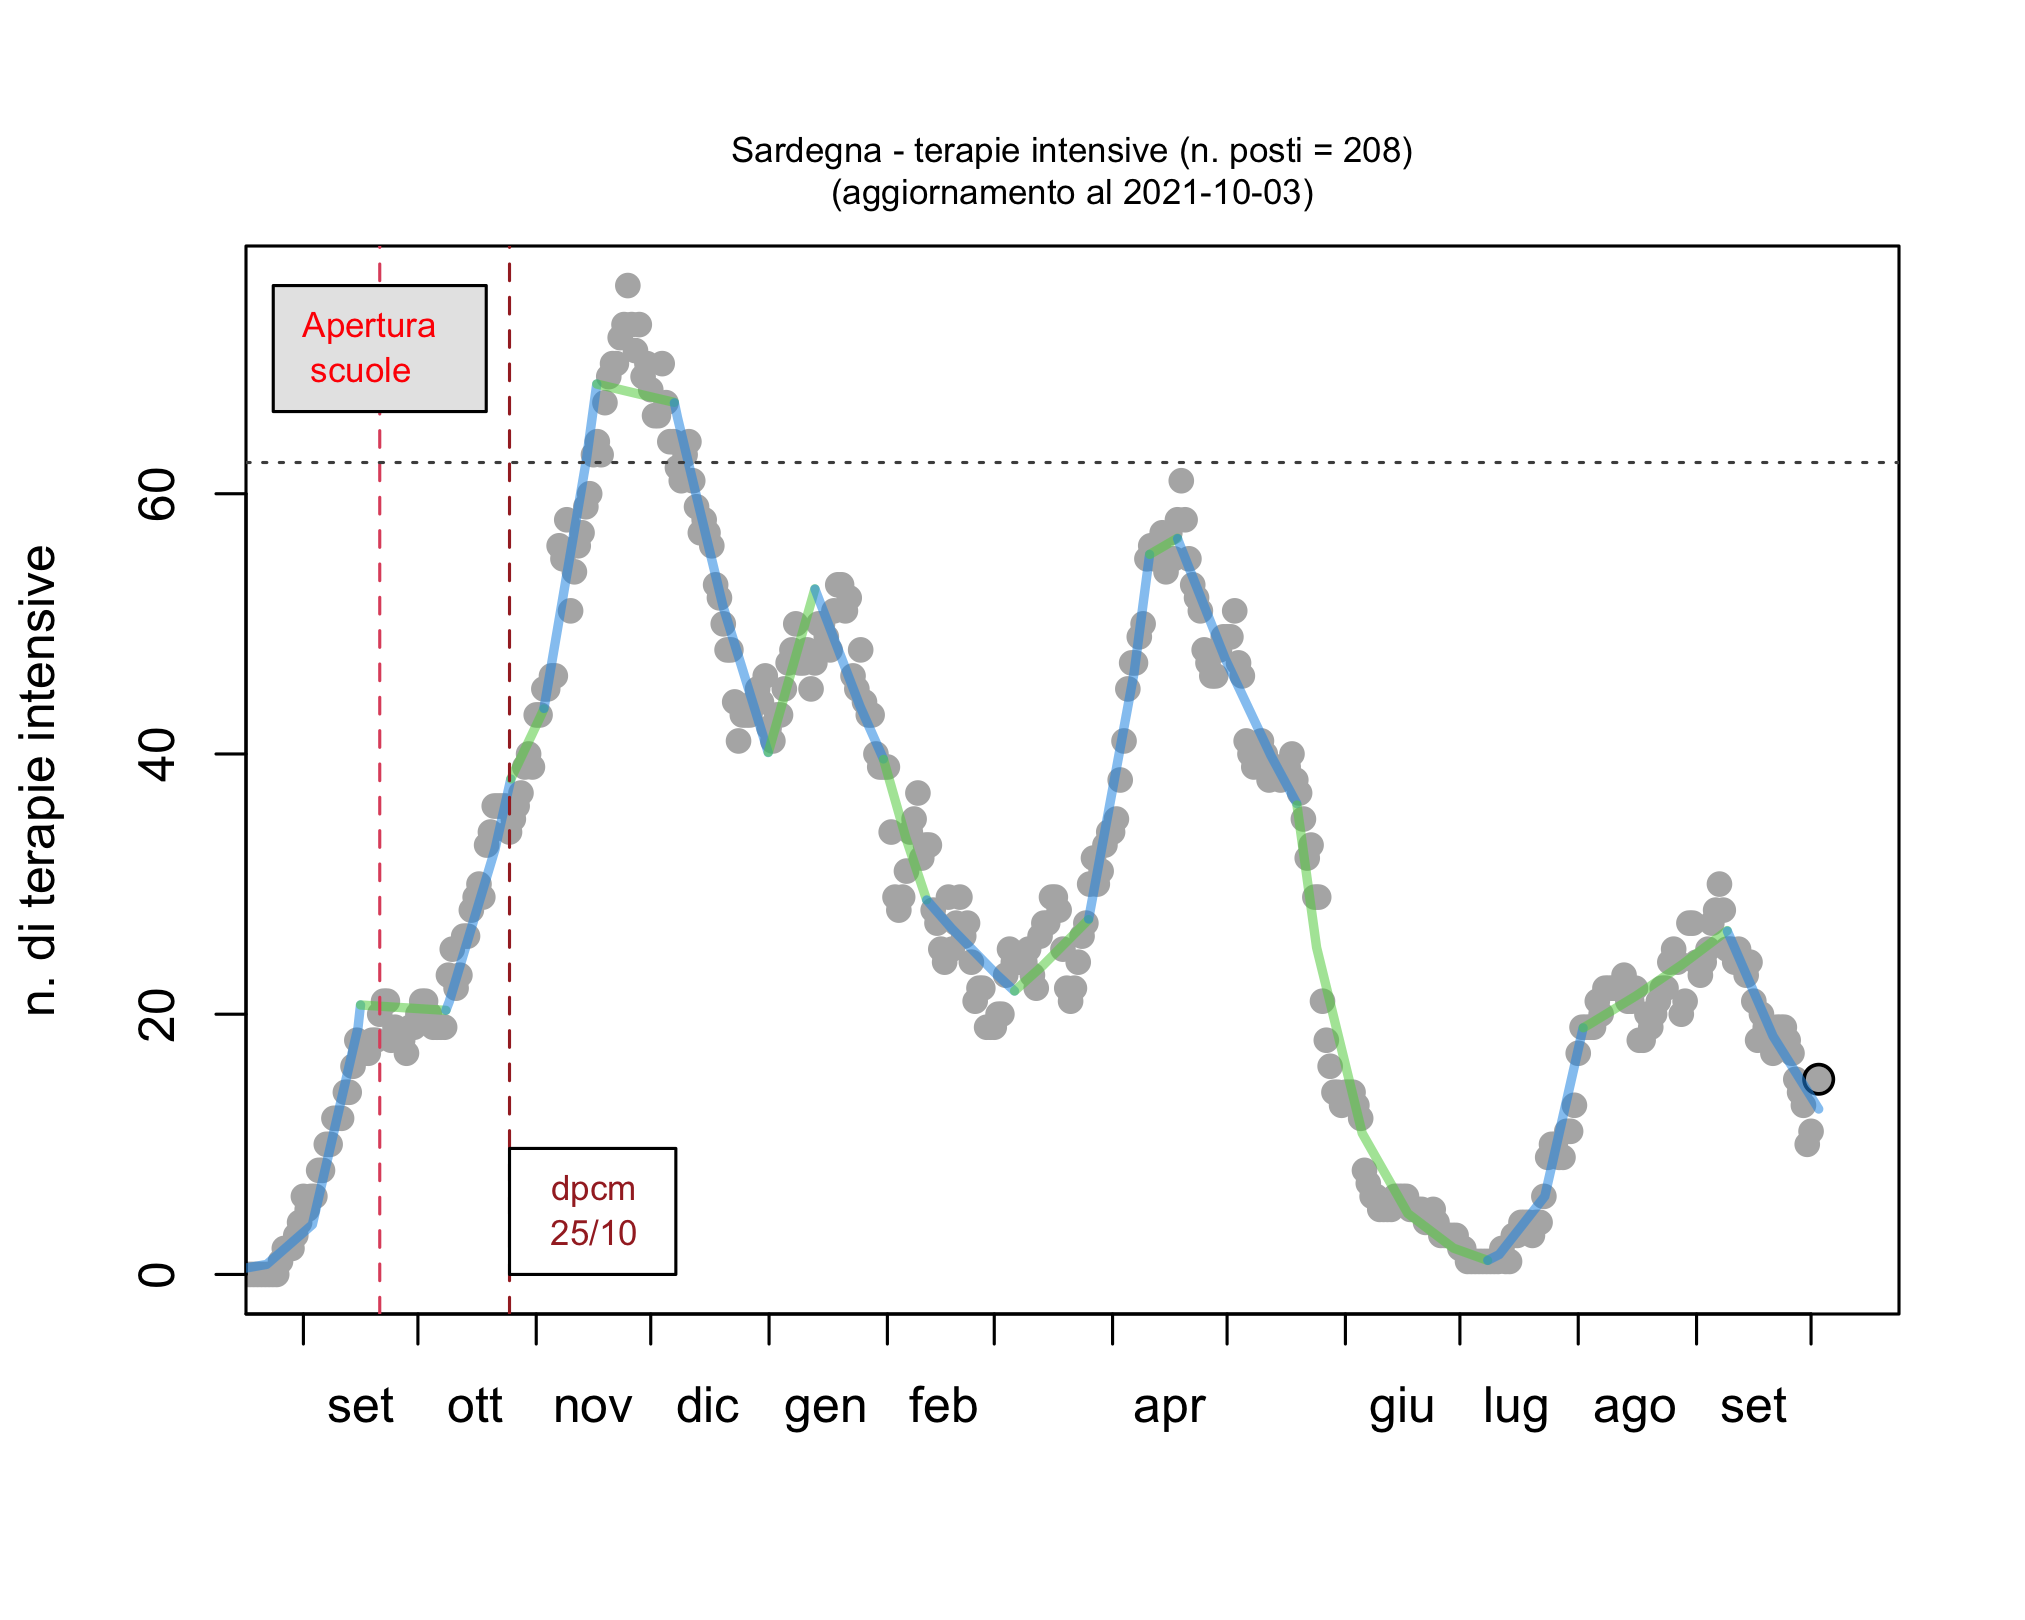 Sardegna - terapie intensive (n. posti = 208)
(aggiornamento al 2021-10-03)
Apertura
scuole
dpcm
25/10
n. di terapie intensive
60
40
20
0
set ott nov dic gen feb apr giu lug ago set